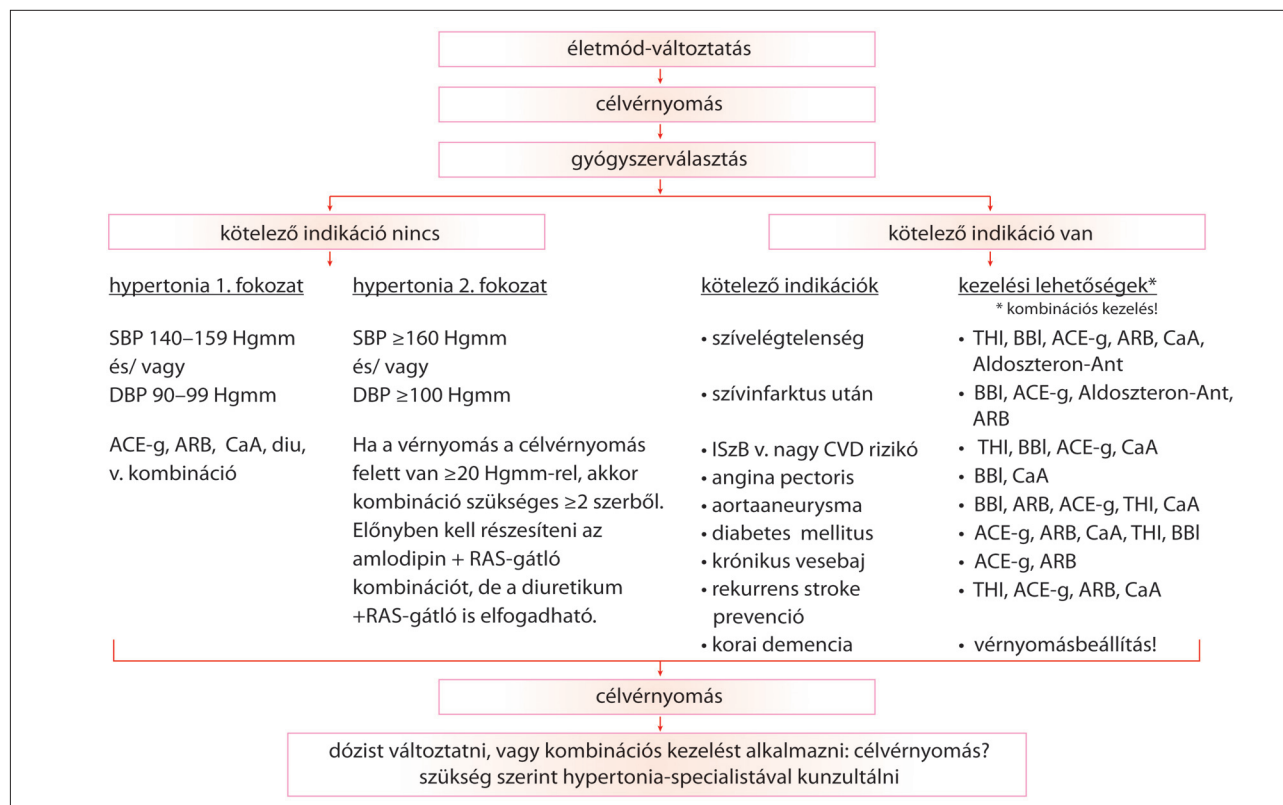 életmód-változtatás
célvérnyomás
gyógyszerválasztás
kötelező indikáció nincs
kötelező indikáció van
hypertonia 1. fokozat
SBP 140–159 Hgmm
és/ vagy
DBP 90–99 Hgmm
ACE-g, ARB, CaA, diu,
v. kombináció
hypertonia 2. fokozat
SBP ≥160 Hgmm
és/ vagy
DBP ≥100 Hgmm
Ha a vérnyomás a célvérnyomás
felett van ≥20 Hgmm-rel, akkor
kombináció szükséges ≥2 szerből.
Előnyben kell részesíteni az
amlodipin + RAS-gátló
kombinációt, de a diuretikum
+RAS-gátló is elfogadható.
kötelező indikációk
• szívelégtelenség
• szívinfarktus után
• ISzB v. nagy CVD rizikó
• angina pectoris
• aortaaneurysma
• diabetes mellitus
• krónikus vesebaj
• rekurrens stroke
prevenció
• korai demencia
kezelési lehetőségek*
* kombinációs kezelés!
• THI, BBl, ACE-g, ARB, CaA,
Aldoszteron-Ant
• BBl, ACE-g, Aldoszteron-Ant,
ARB
• THI, BBl, ACE-g, CaA
• BBl, CaA
• BBl, ARB, ACE-g, THI, CaA
• ACE-g, ARB, CaA, THI, BBl
• ACE-g, ARB
• THI, ACE-g, ARB, CaA
• vérnyomásbeállítás!
célvérnyomás
dózist változtatni, vagy kombinációs kezelést alkalmazni: célvérnyomás?
szükség szerint hypertonia-specialistával kunzultálni